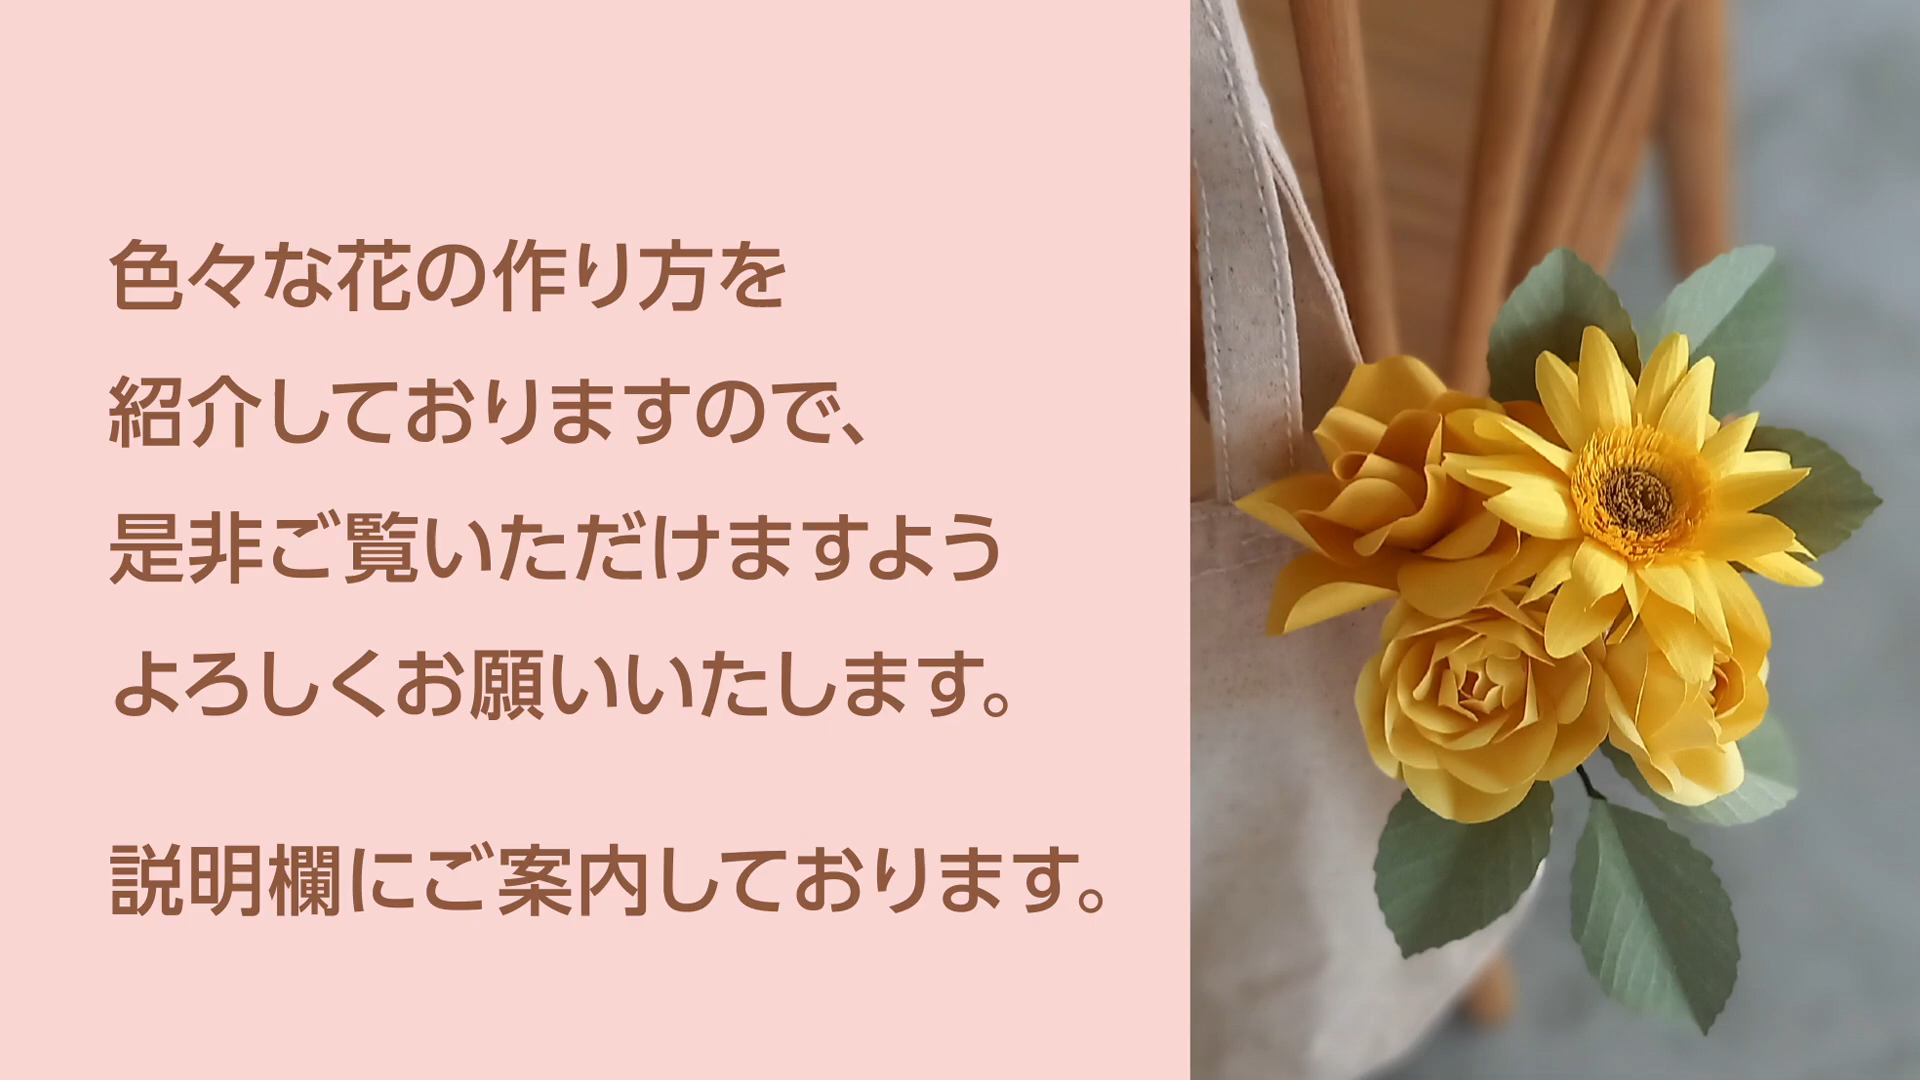 色々な花の作り方を
紹介しておりますので、
是非ご覧いただけますよう
よろしくお願いいたします。
説明欄にご案内しております。